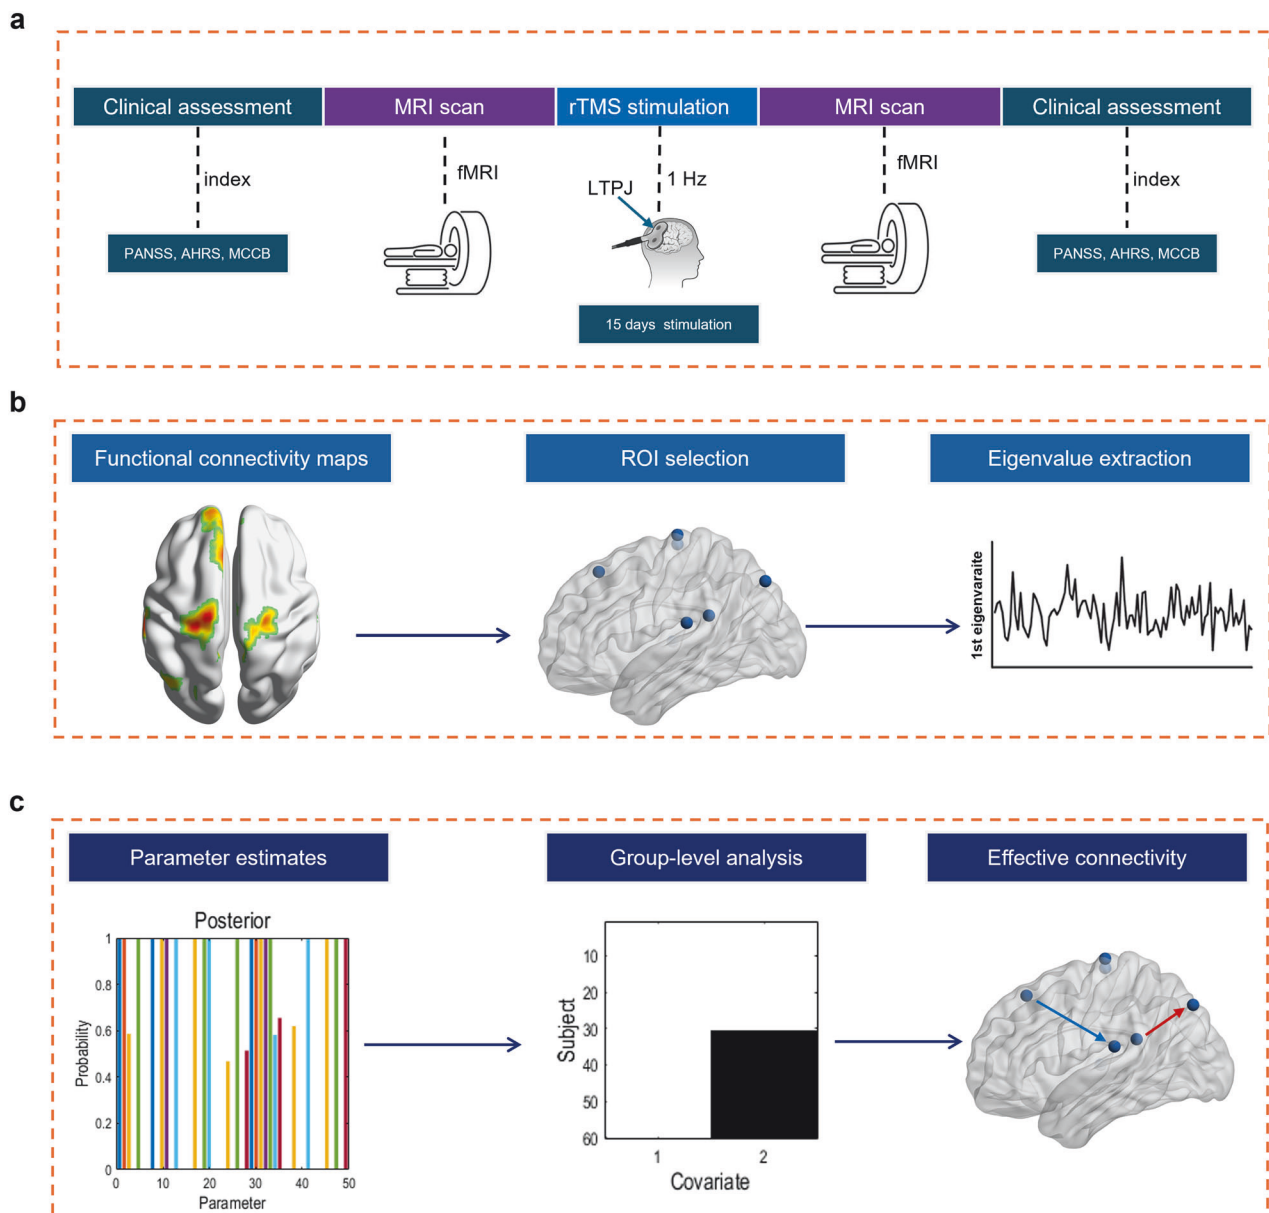 a
Clinical assessment
MRI scan
rTMS stimulation
MRI scan
Clinical assessment
index
fMRI
LTPJ
1 Hz
fMRI
index
PANSS, AHRS, MCCB
PANSS, AHRS, MCCB
15 days stimulation
b
Functional connectivity maps
ROI selection
Eigenvalue extraction
1st eigenvaraite
c
Parameter estimates
Group-level analysis
Effective connectivity
Posterior
1
0.8
0.6
0.4
0.2
0
Probability
0 10 20 30 40 50
Parameter
10
20
30
40
50
60
Subject
1 2
Covariate